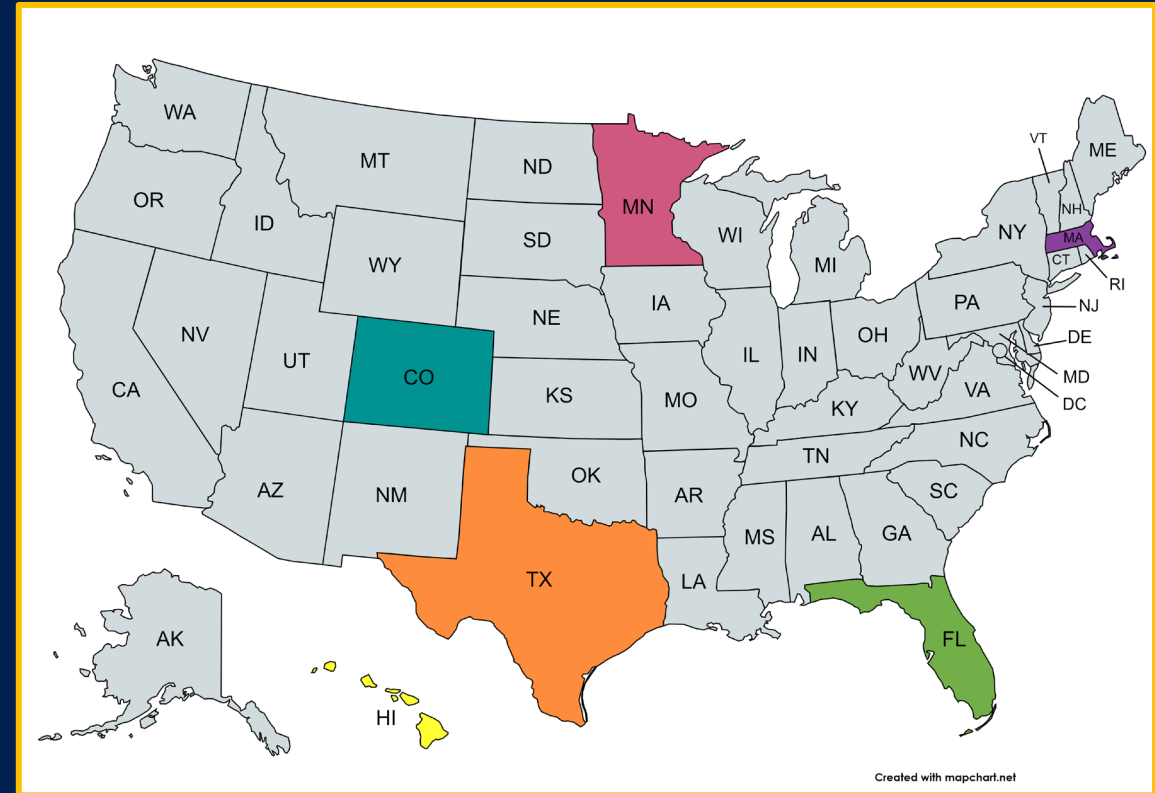 WA
MT
ND
MN
VT
ME
OR
ID
SD
WI
NH
NY
MA
WY
MI
CT
RI
IA
PA
NJ
NE
OH
DE
NV
UT
IL
IN
CO
WV
MD
CA
KS
MO
VA
DC
KY
NC
TN
AZ
NM
OK
AR
SC
MS
AL
GA
TX
LA
AK
FL
HI
Created with mapchart.net